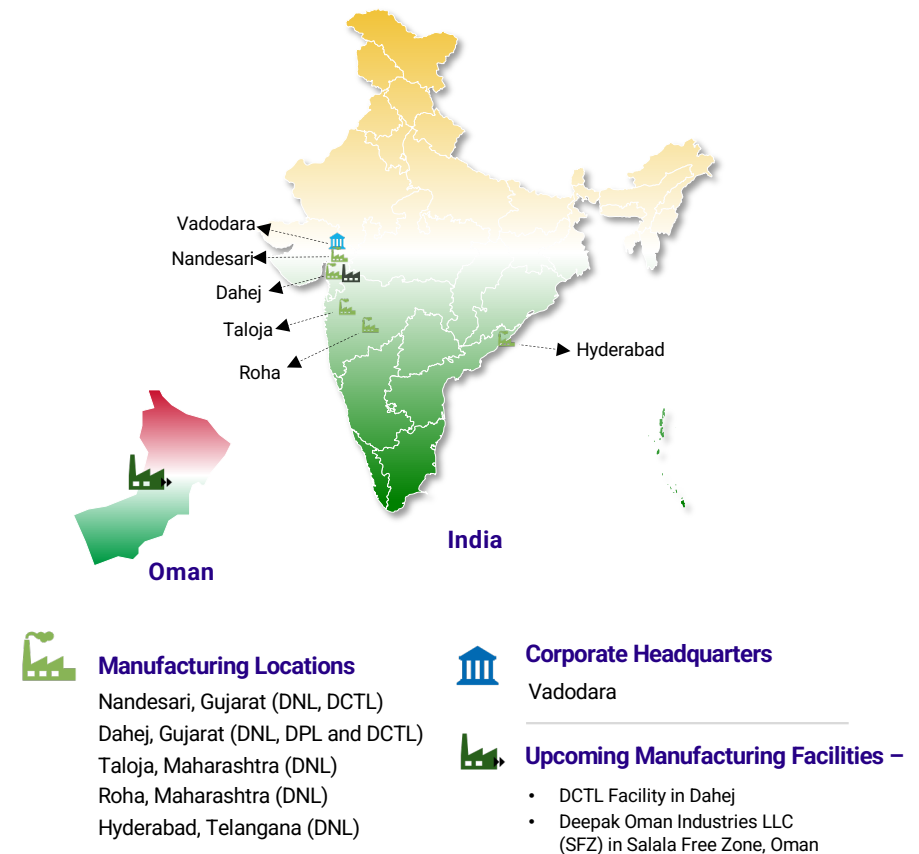 Vadodara
Nandesari
Dahej
Taloja
Roha
Hyderabad
India
Oman
Manufacturing Locations
Nandesari, Gujarat (DNL, DCTL)
Dahej, Gujarat (DNL, DPL and DCTL)
Taloja, Maharashtra (DNL)
Roha, Maharashtra (DNL)
Hyderabad, Telangana (DNL)
Corporate Headquarters
Vadodara
Upcoming Manufacturing Facilities –
• DCTL Facility in Dahej
• Deepak Oman Industries LLC
(SFZ) in Salala Free Zone, Oman